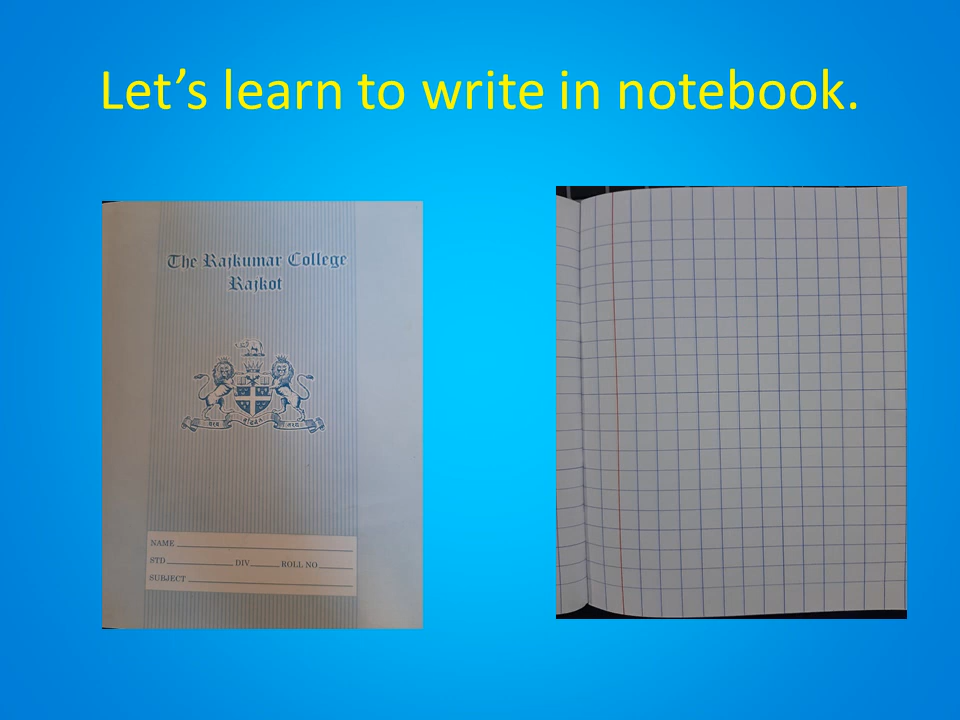 Let’s learn to write in notebook.
The Rajkumar College
Rajkot
NAME
STD DIV ROLL NO
SUBJECT